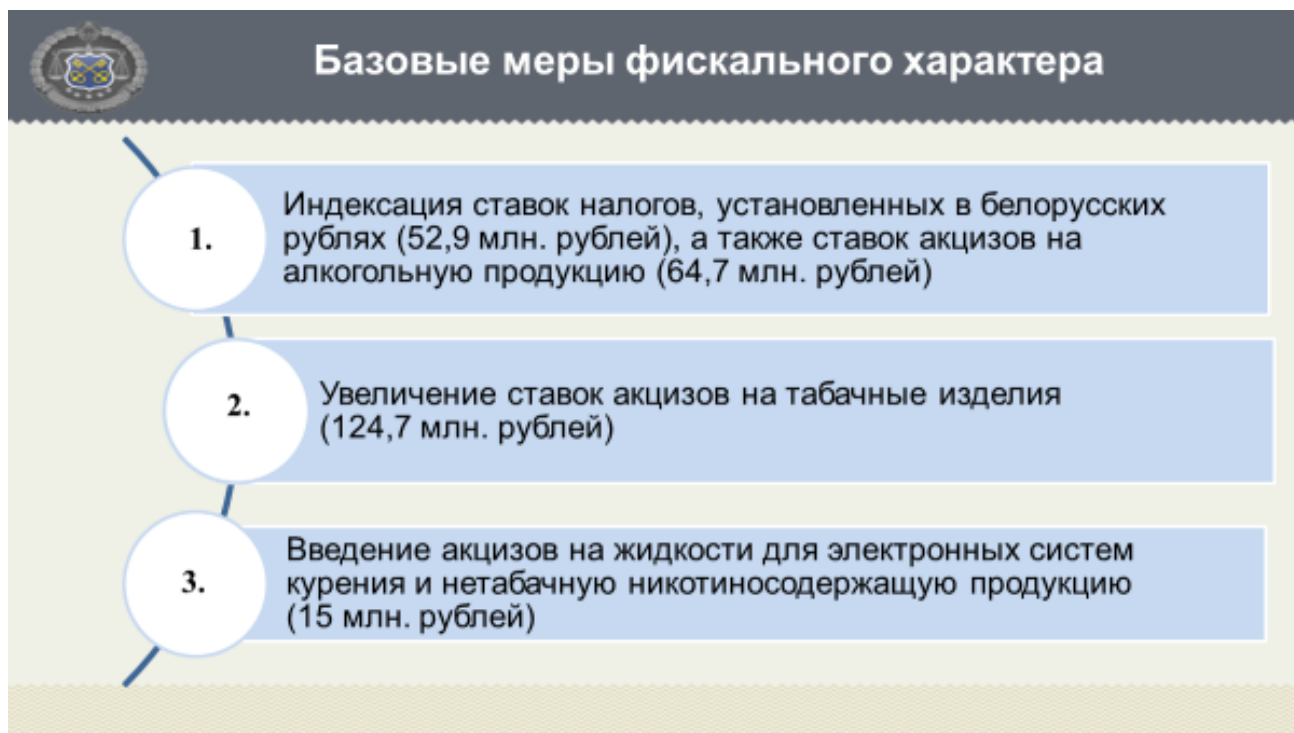 Базовые меры фискального характера
1.
Индексация ставок налогов, установленных в белорусских
рублях (52,9 млн. рублей), а также ставок акцизов на
алкогольную продукцию (64,7 млн. рублей)
2.
Увеличение ставок акцизов на табачные изделия
(124,7 млн. рублей)
3.
Введение акцизов на жидкости для электронных систем
курения и нетабачную никотиносодержащую продукцию
(15 млн. рублей)